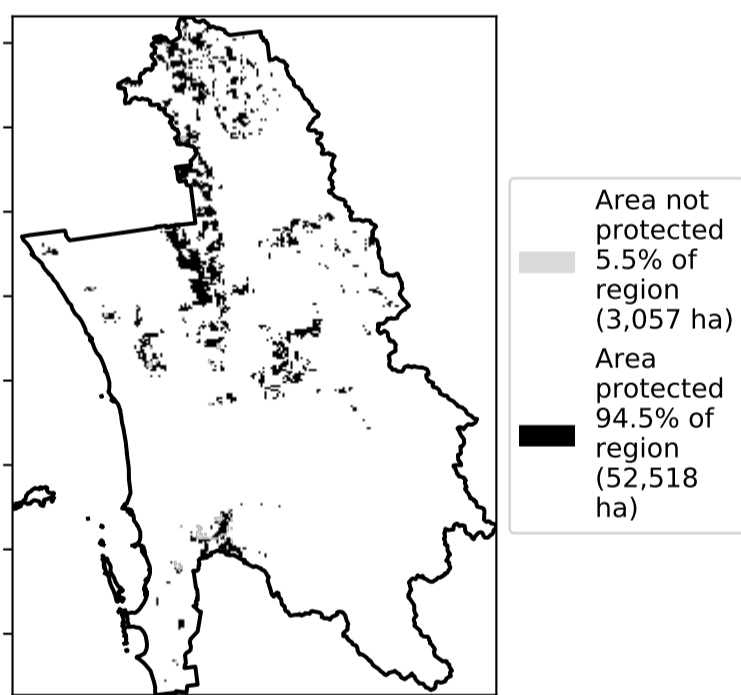 Area not
protected
5.5% of
region
(3,057 ha)
Area
protected
94.5% of
region
(52,518
ha)